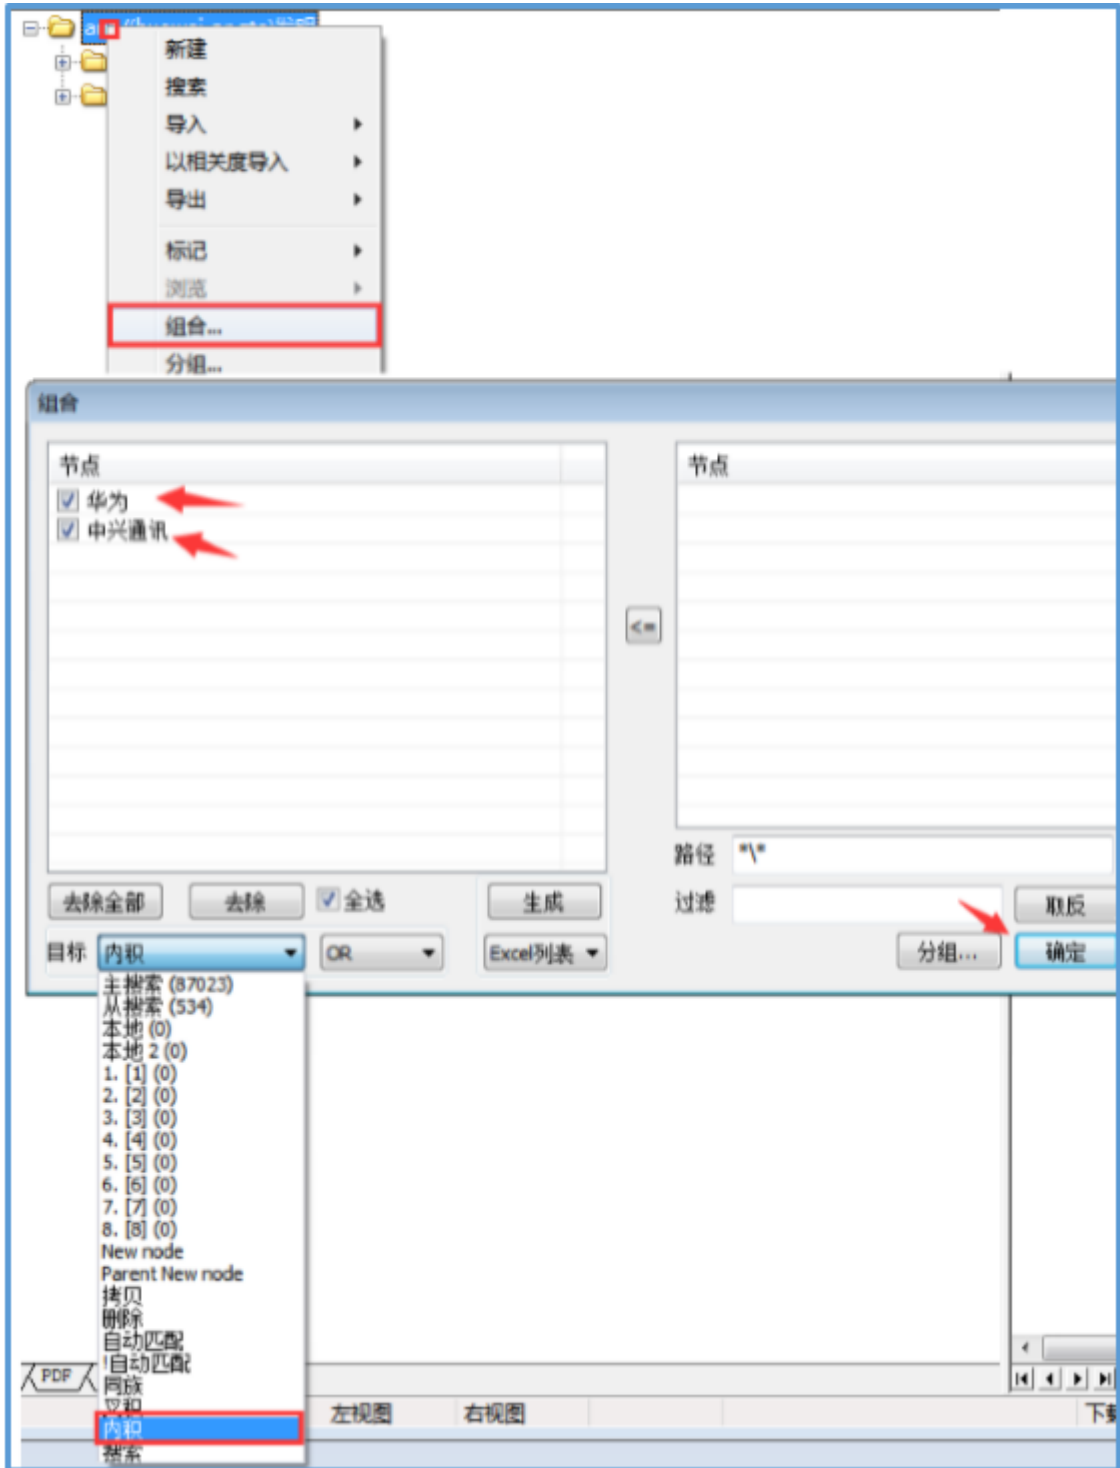 新建
搜索
导入
以相关度导入
导出
标记
浏览
组合...
分组...
组合
节点
节点
华为
中兴通讯
<=
路径 *\*
去除全部 去除 全选 生成 过滤 取反
目标 内积 OR Excel列表 分组... 确定
主搜索 (87023)
从搜索 (534)
本地 (0)
本地 2 (0)
1. [1] (0)
2. [2] (0)
3. [3] (0)
4. [4] (0)
5. [5] (0)
6. [6] (0)
7. [7] (0)
8. [8] (0)
New node
Parent New node
拷贝
删除
自动匹配
!自动匹配
PDF
同族
叉积
左视图 右视图
内积
搜索